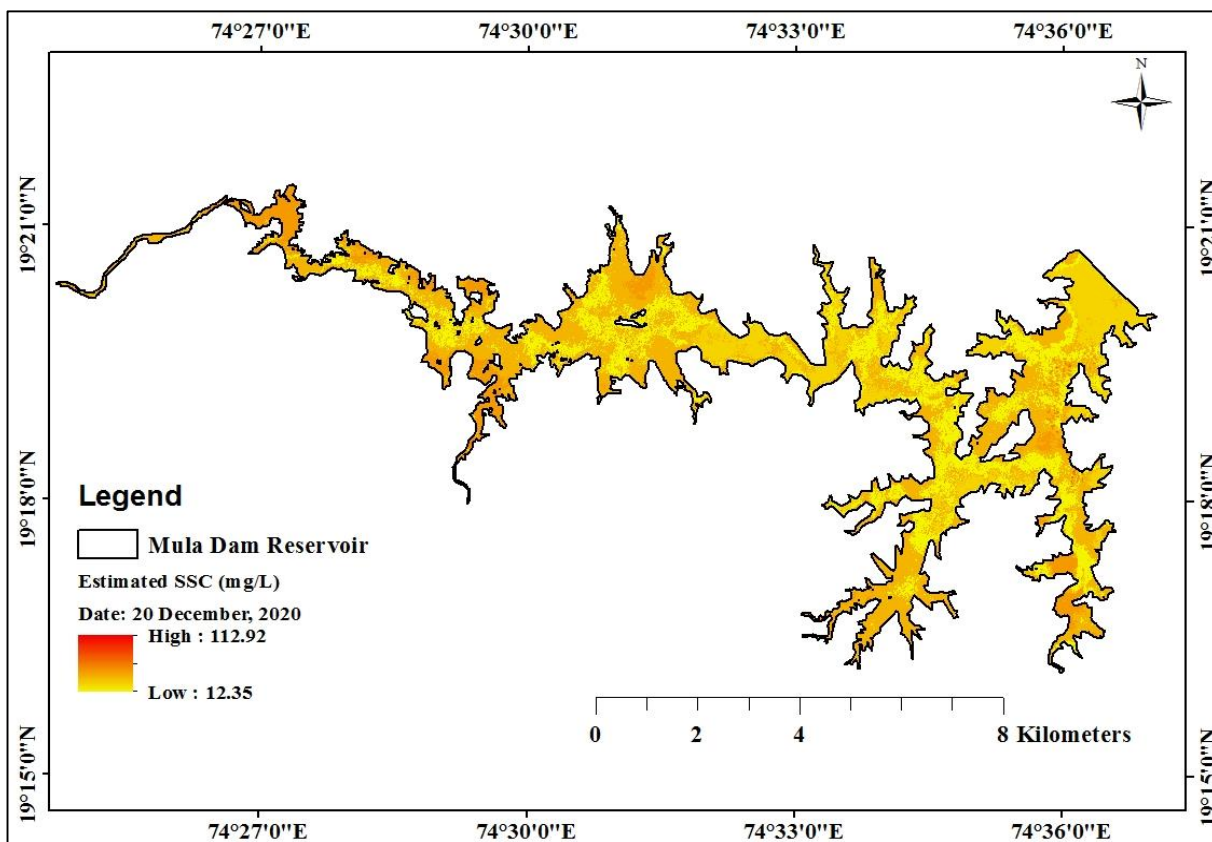 74°27'0"E 74°30'0"E 74°33'0"E 74°36'0"E
N
19°21'0"N 19°21'0"N
19°18'0"N 19°18'0"N
Legend
Mula Dam Reservoir
Estimated SSC (mg/L)
Date: 20 December, 2020
High : 112.92
Low : 12.35
0 2 4 8 Kilometers
19°15'0"N 19°15'0"N
74°27'0"E 74°30'0"E 74°33'0"E 74°36'0"E